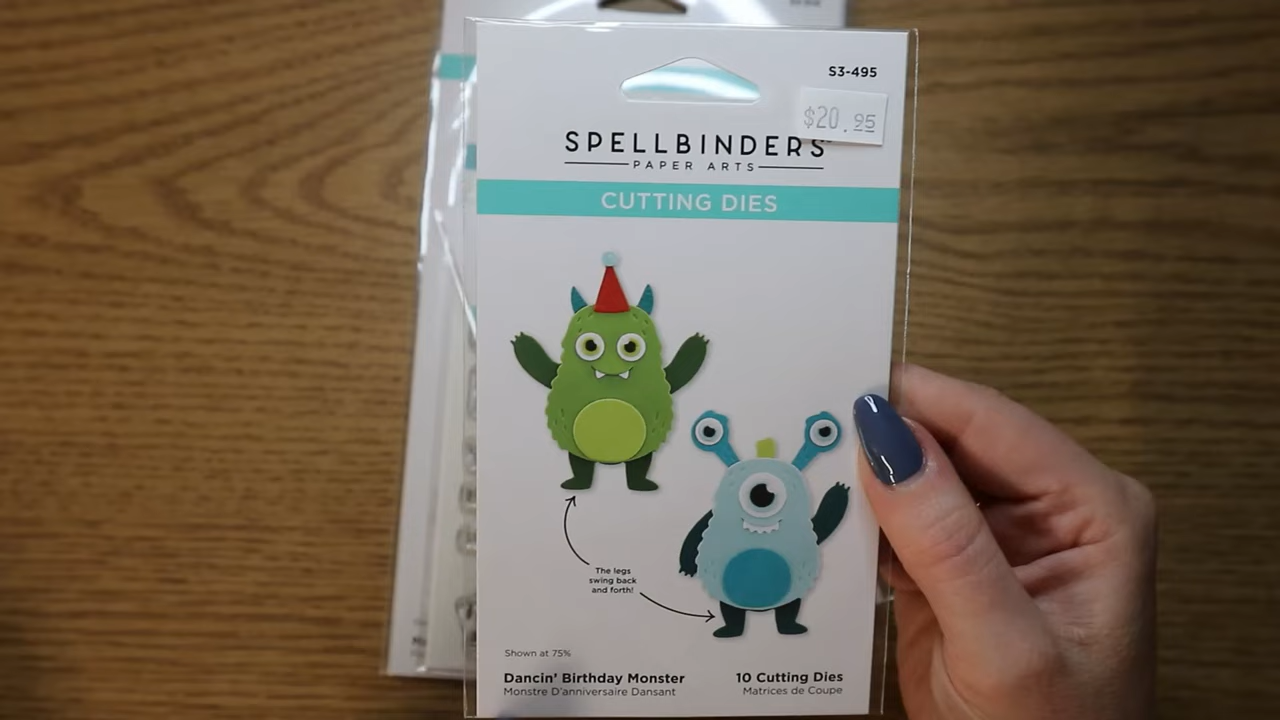 S3-495
$20.95
SPELLBINDERS
PAPER ARTS
CUTTING DIES
The legs
swing back
and forth!
Shown at 75%
Dancin' Birthday Monster
Monstre D'anniversaire Dansant
10 Cutting Dies
Matrices de Coupe